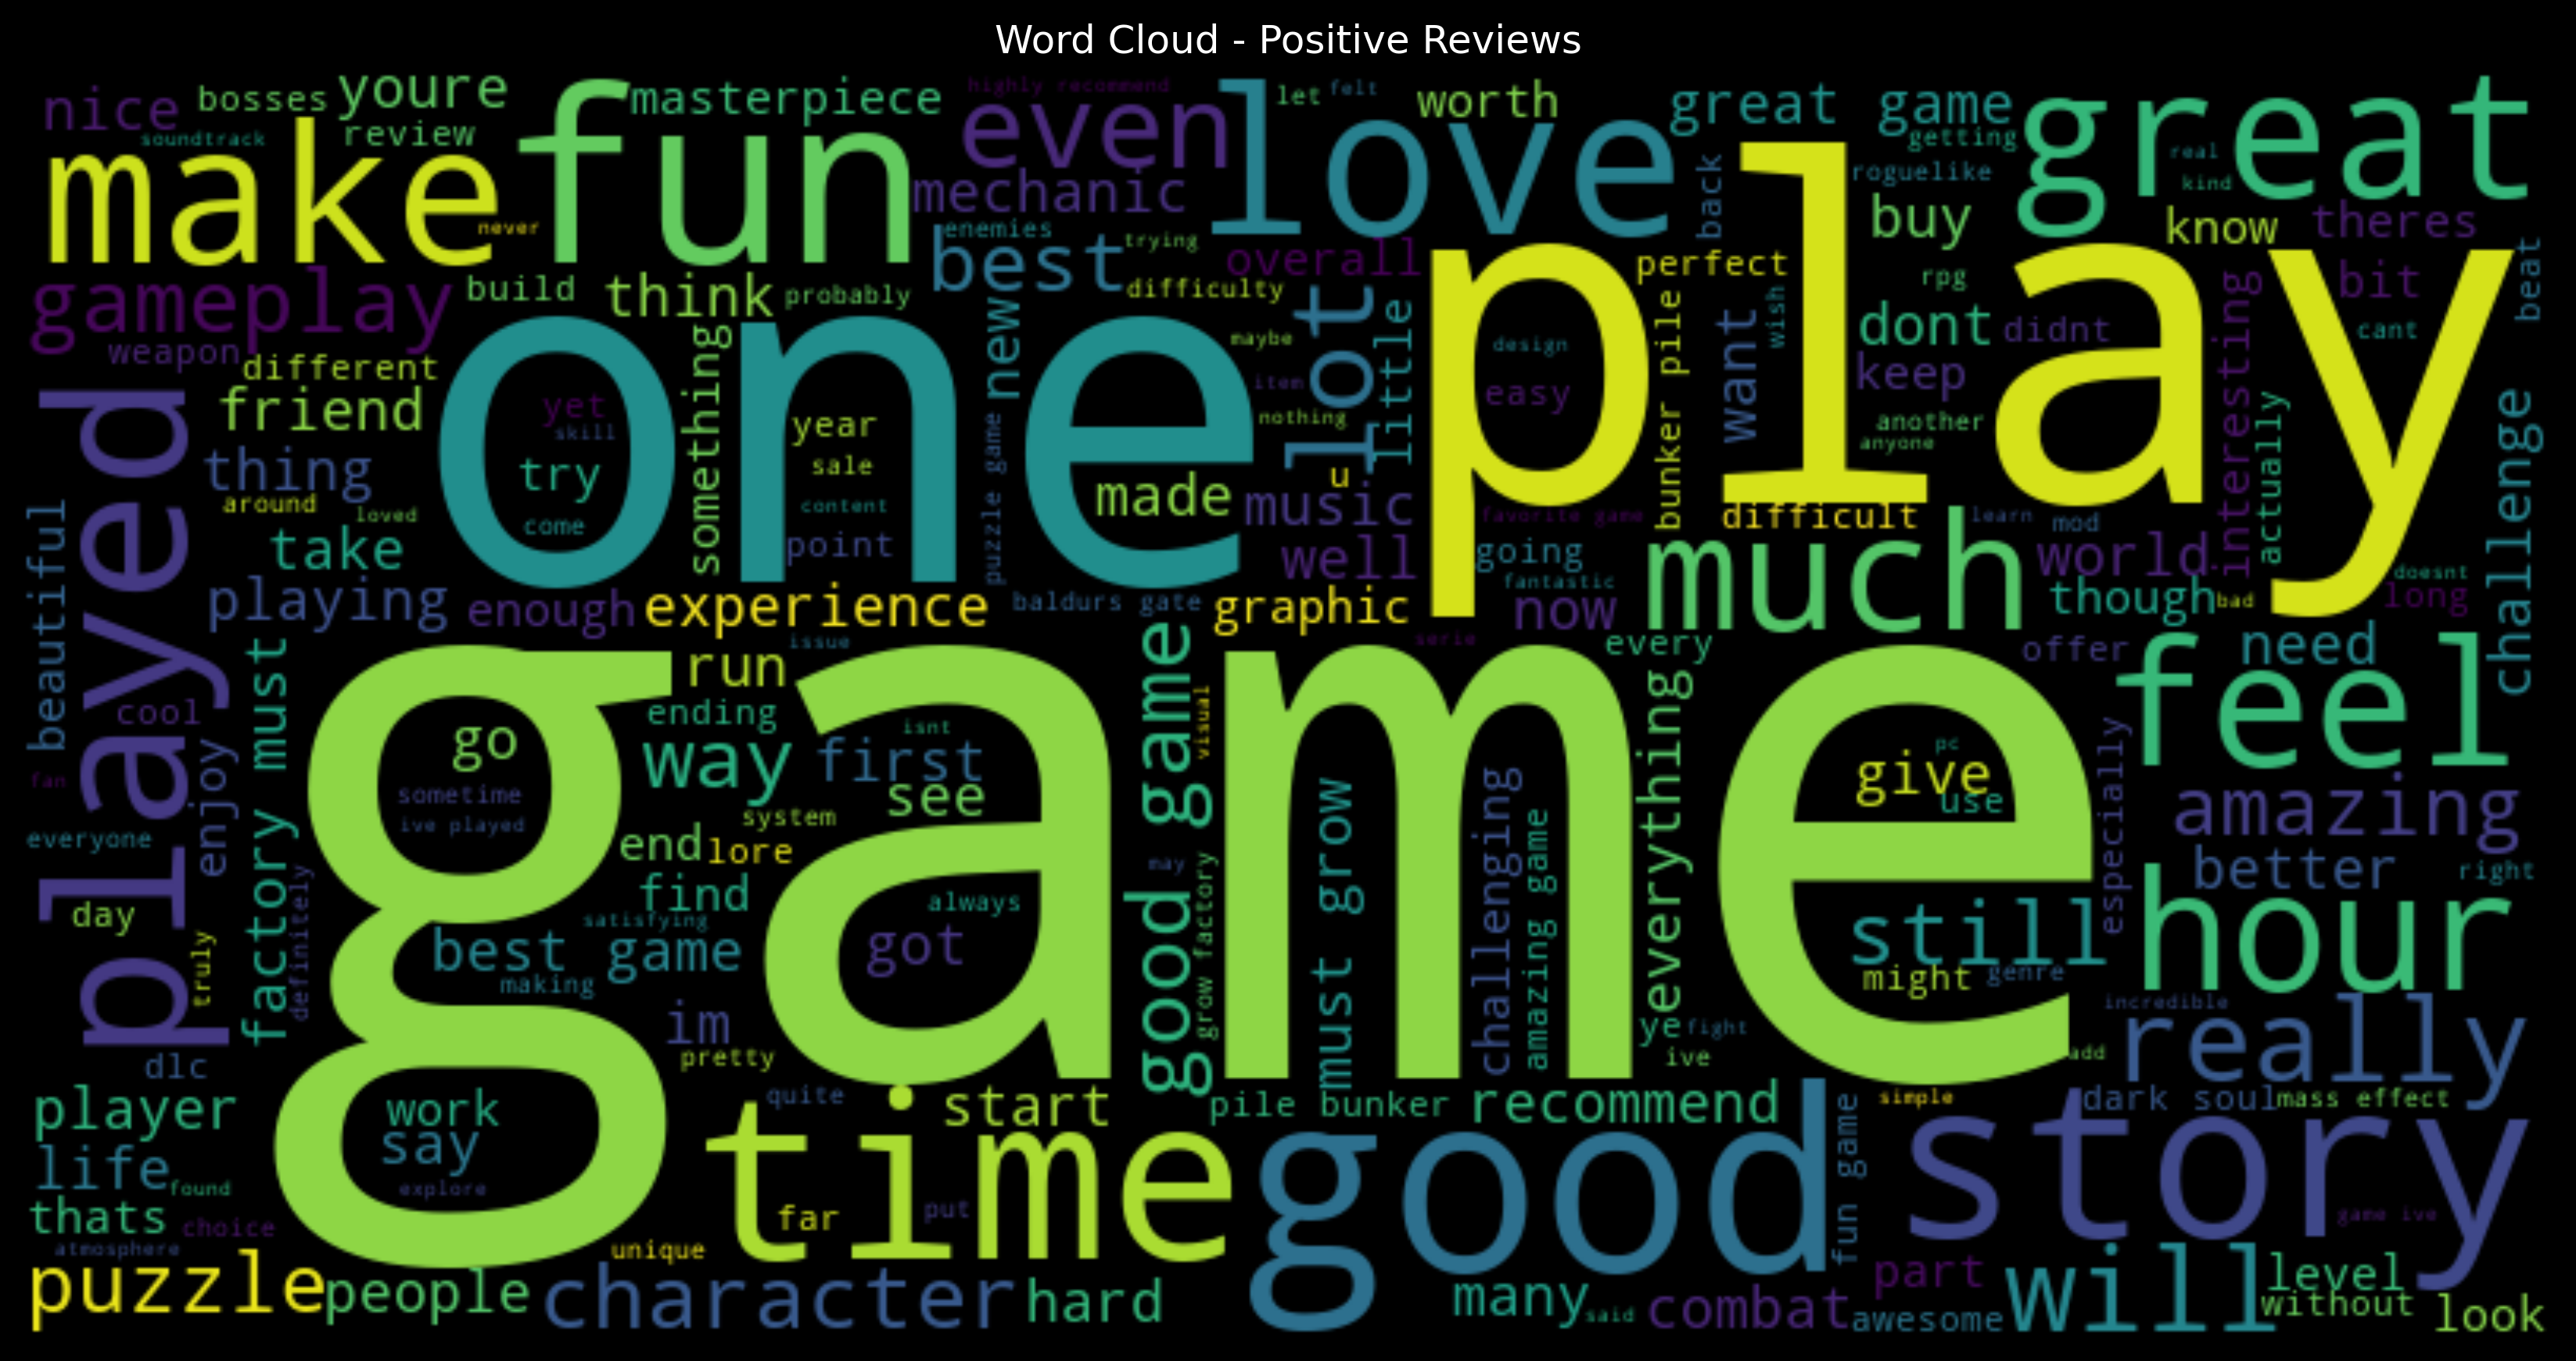 Word Cloud - Positive Reviews
nice
bosses
youre
masterpiece
highly recommend
let
felt
worth
great game
great
soundtrack
review
make
fun
even
love
getting
real
kind
roguelike
mechanic
back
buy
know
theres
never
enemies
best
trying
overall
perfect
play
gameplay
build
think
probably
difficulty
rpg
bit
beat
weapon
different
something
new
maybe
lot
little
design
bunker pile
want
wish
dont
didnt
interesting
cant
friend
one
yet
skill
year
item
easy
keep
another
anyone
actually
challenge
played
thing
try
sale
puzzle game
nothing
u
around
loved
come
content
made
music
favorite game
difficult
learn
mod
beautiful
take
point
well
going
much
world
doesnt
playing
enough
experience
baldurs gate
graphic
fantastic
now
though
bad
long
factory must
issue
run
good game
serie
every
offer
need
feel
cool
go
ending
way
first
isnt
see
visual
everything
pc
give
use
especially
amazing
fan
enjoy
sometime
ive played
system
game
must grow
challenging
amazing game
everyone
end
lore
may
grow factory
better
right
day
definitely
find
satisfying
always
hour
truly
best game
making
got
still
might
genre
incredible
im
ye
fight
ive
add
really
dlc
pretty
quite
start
pile bunker
recommend
simple
dark soul
mass effect
player
work
say
time
good
fun game
story
life
found
explore
thats
choice
far
put
game ive
atmosphere
unique
puzzle
people
character
hard
many
said
combat
part
awesome
will
level
without
look